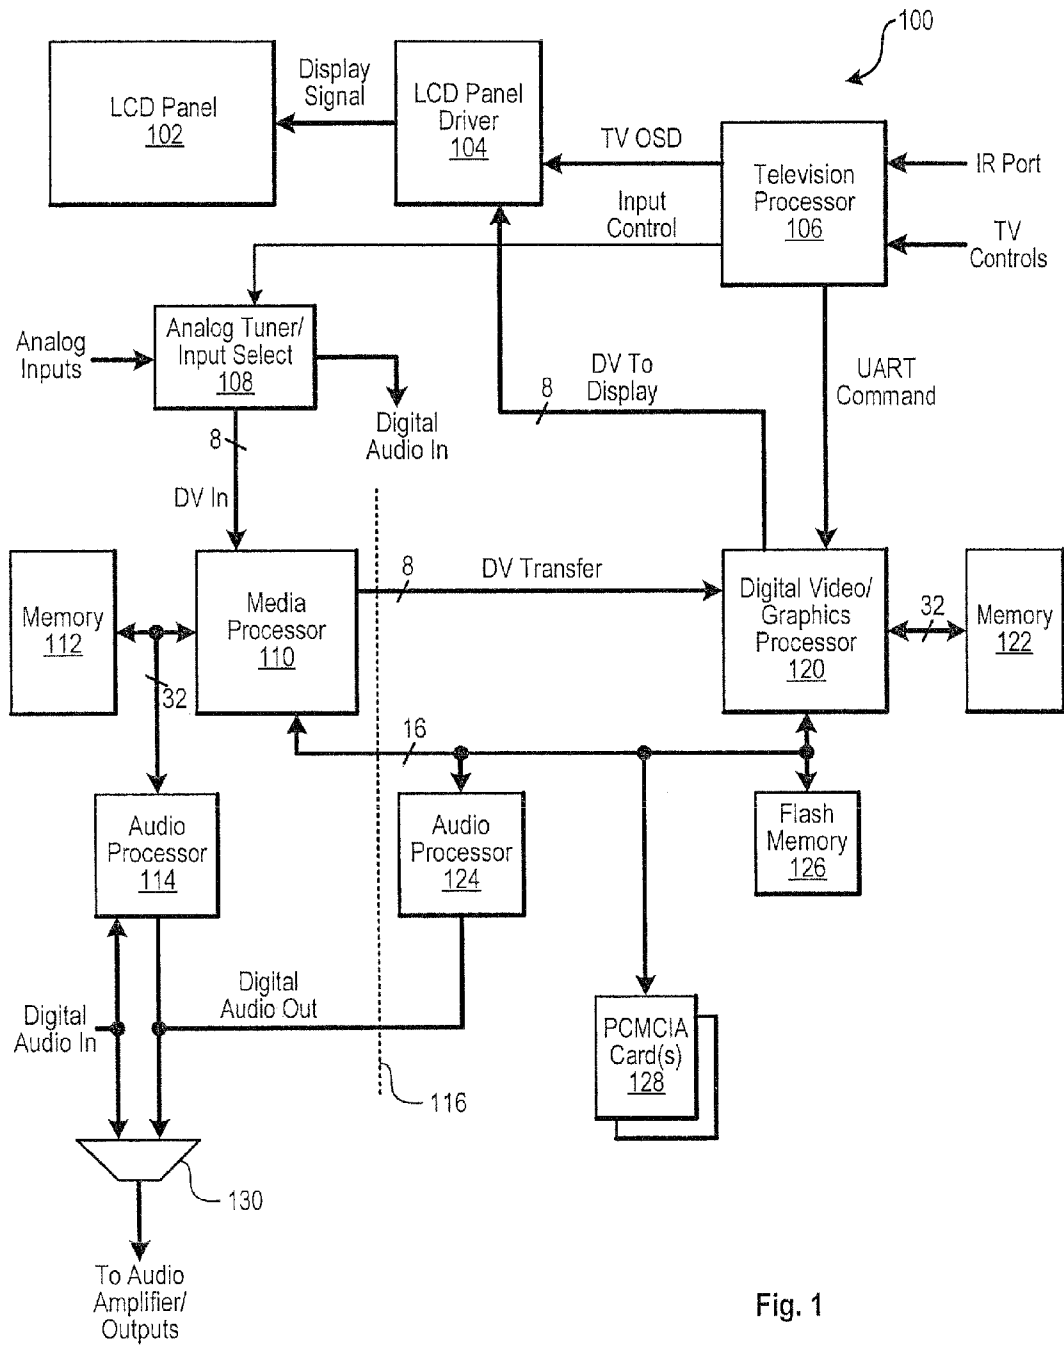 100
LCD Panel
102
Display
Signal
LCD Panel
Driver
104
TV OSD
Television
Processor
106
IR Port
TV
Controls
Input
Control
Analog
Inputs
Analog Tuner/
Input Select
108
Digital
Audio In
8
DV In
DV To
Display
8
UART
Command
Memory
112
Media
Processor
110
8
DV Transfer
Digital Video/
Graphics
Processor
120
32
Memory
122
32
16
Audio
Processor
114
Audio
Processor
124
Flash
Memory
126
Digital
Audio In
Digital
Audio Out
PCMCIA
Card(s)
128
116
130
To Audio
Amplifier/
Outputs
Fig. 1